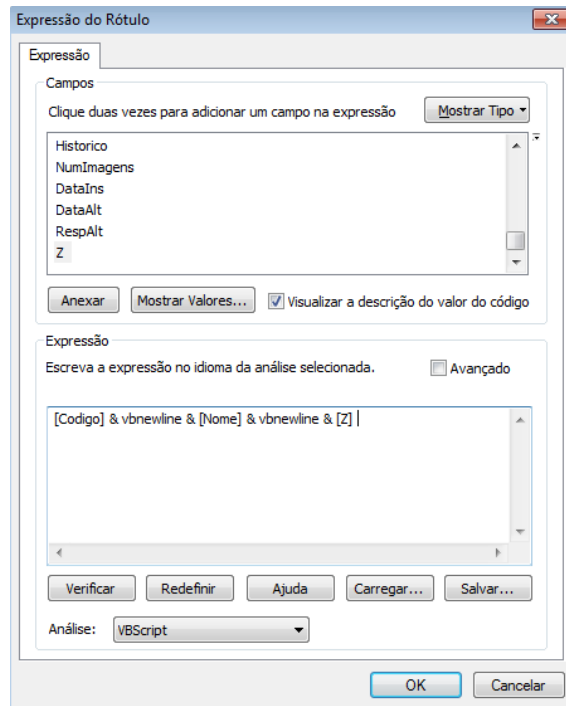 Expressão do Rótulo
Expressão
Campos
Clique duas vezes para adicionar um campo na expressão
Mostrar Tipo
Historico
NumImagens
DataIns
DataAlt
RespAlt
Z
Anexar
Mostrar Valores...
Visualizar a descrição do valor do código
Expressão
Escreva a expressão no idioma da análise selecionada.
Avançado
[Codigo] & vbnewline & [Nome] & vbnewline & [Z]
Verificar
Redefinir
Ajuda
Carregar...
Salvar...
Análise:
VBScript
OK
Cancelar